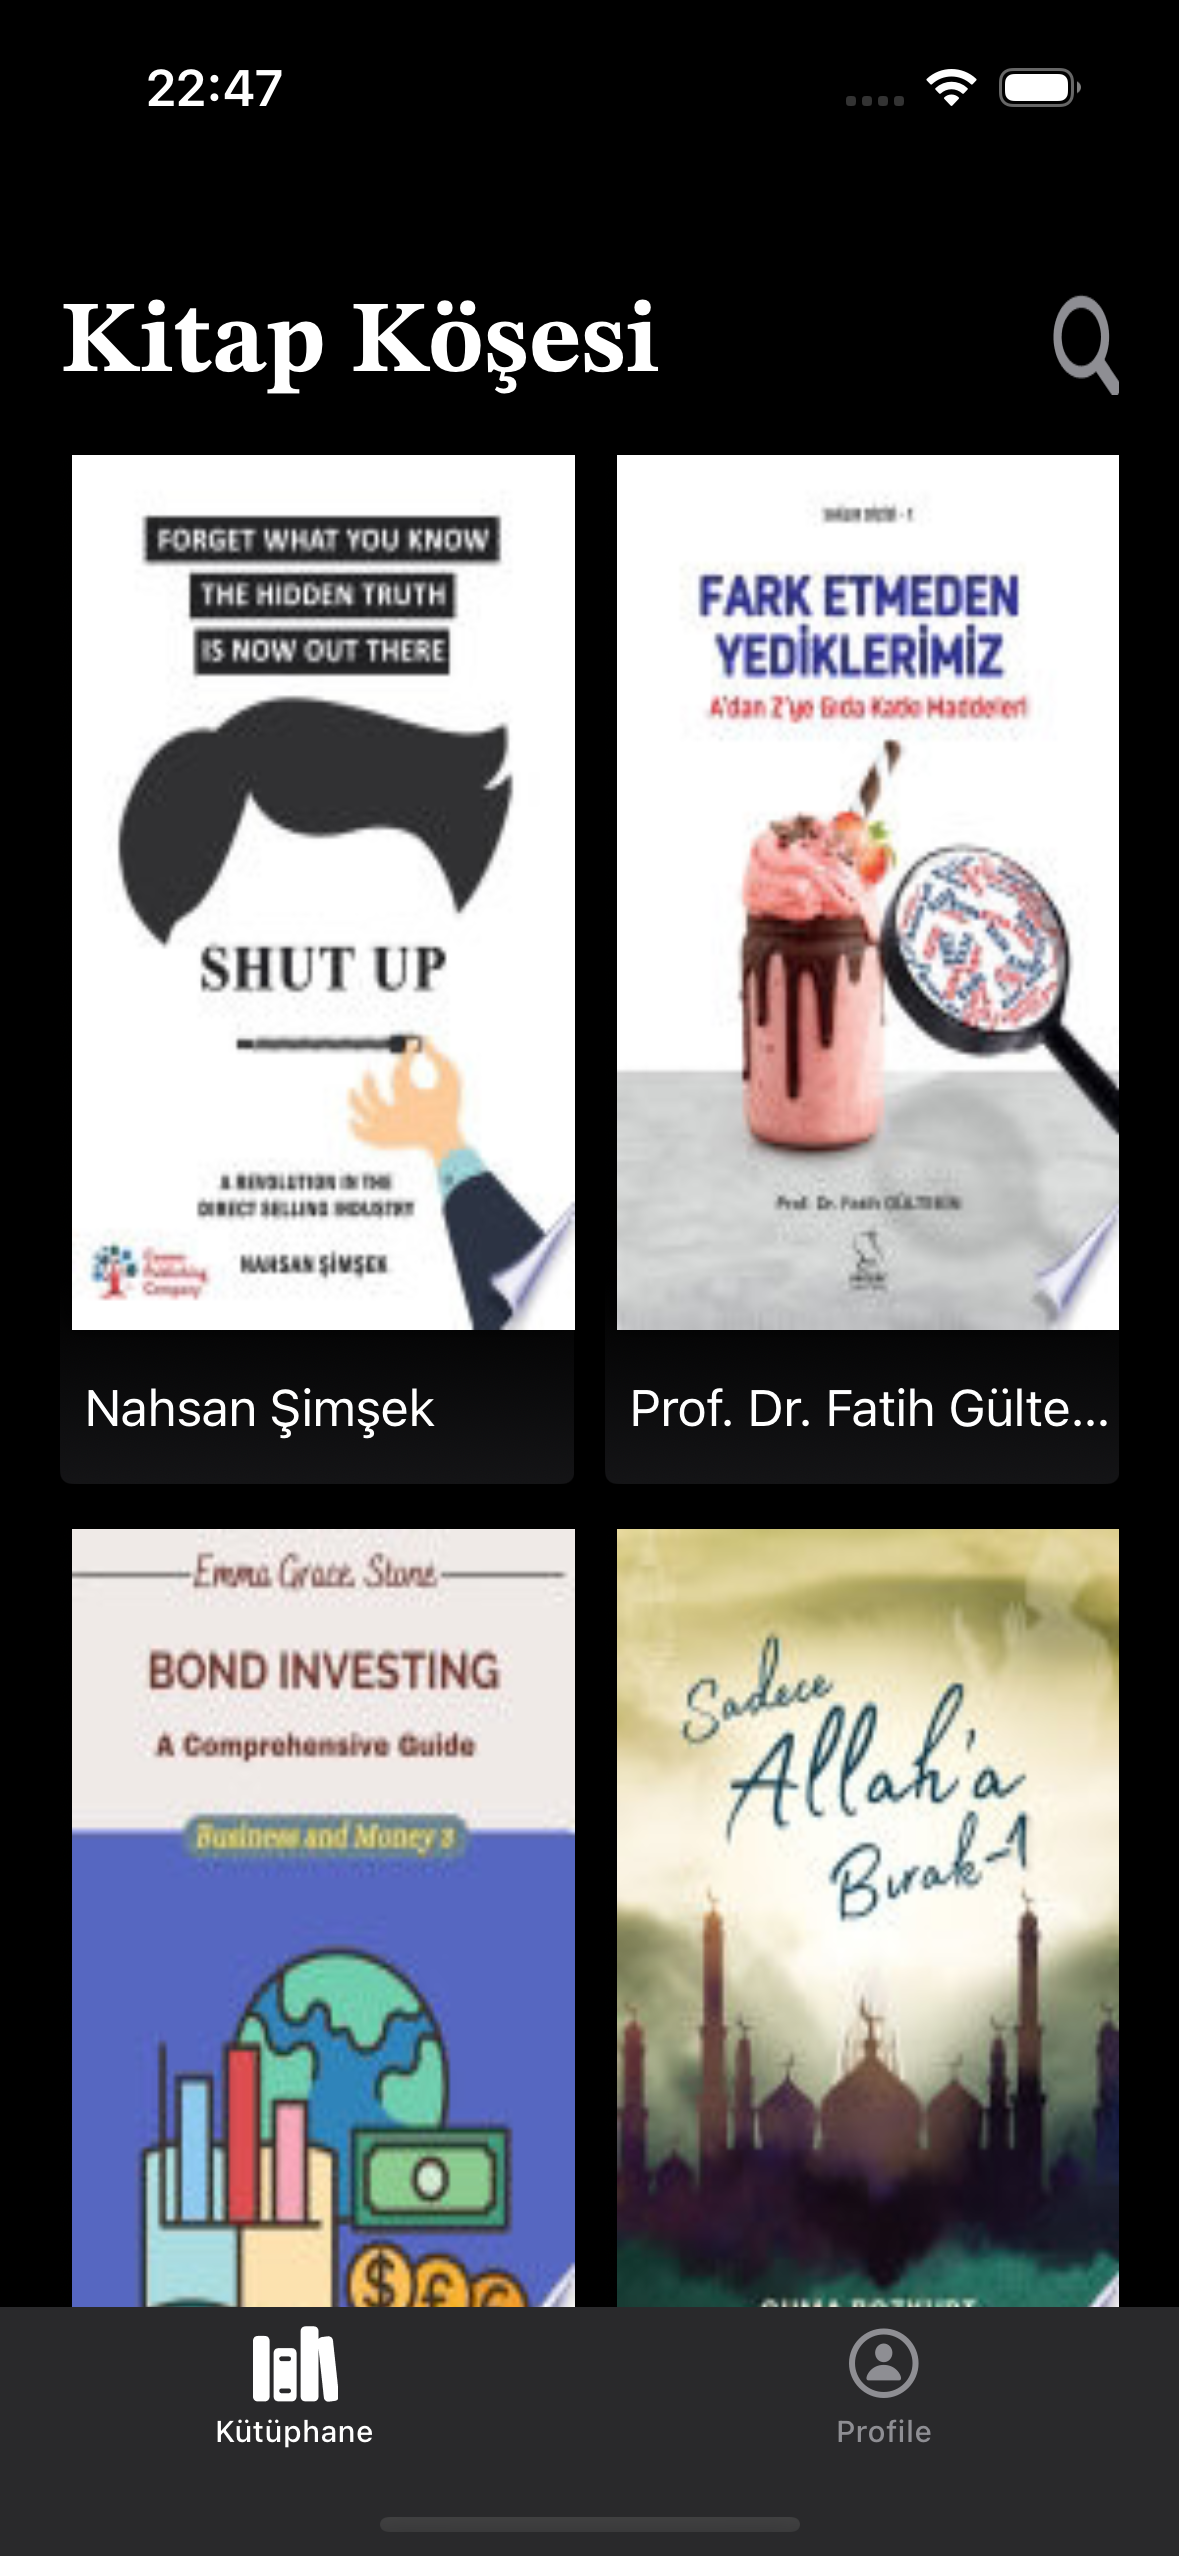 22:47
Kitap Köşesi
FORGET WHAT YOU KNOW
THE HIDDEN TRUTH
IS NOW OUT THERE
SHUT UP
A REVOLUTION IN THE
DIRECT SELLING INDUSTRY
NAHSAN ŞİMŞEK
Publishing
Company
Nahsan Şimşek
FARK ETMEDEN
YEDİKLERİMİZ
A'dan Z'ye Gıda Katkı Maddeleri
Prof. Dr. Fatih GÜLTEKİN
Prof. Dr. Fatih Gülte...
Emma Grace Stone
BOND INVESTING
A Comprehensive Guide
Business and Money 3
Sadece
Allah'a
Bırak-1
Kütüphane
Profile